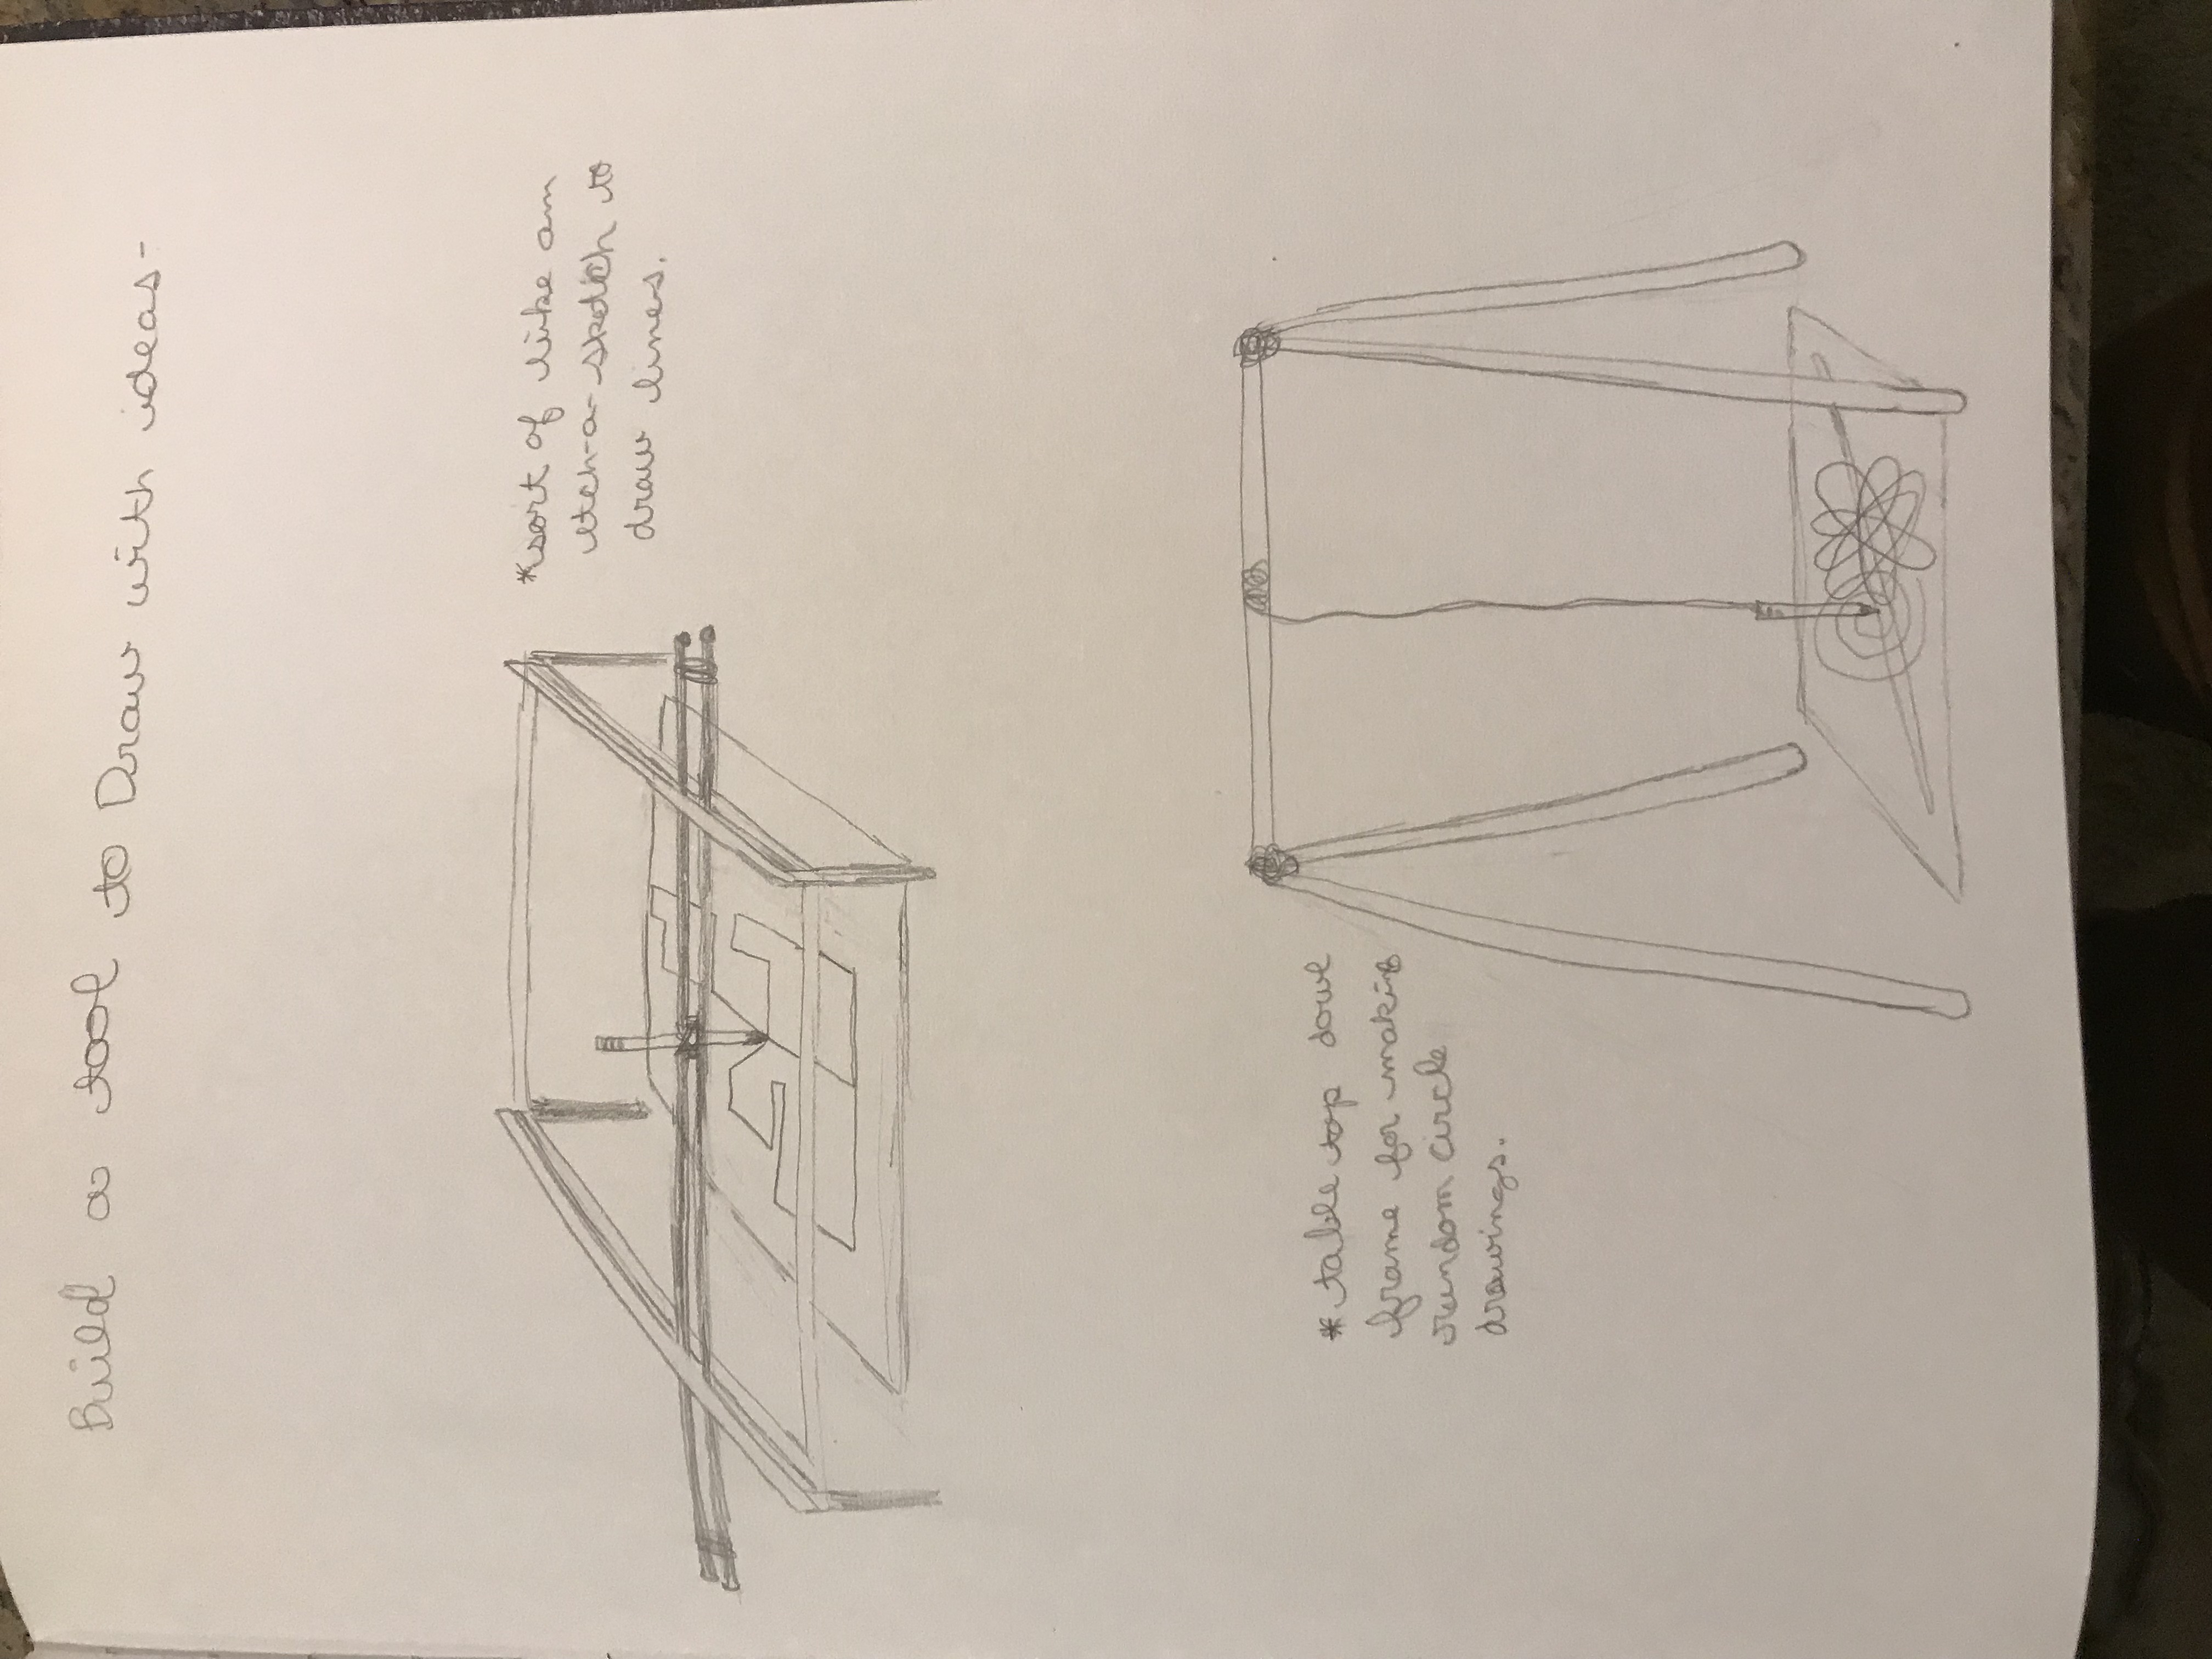 Build a tool to Draw with ideas-
*sort of like an
etch-a-sketch to
draw lines.
* table top dowl
frame for making
rundom circle
drawings.